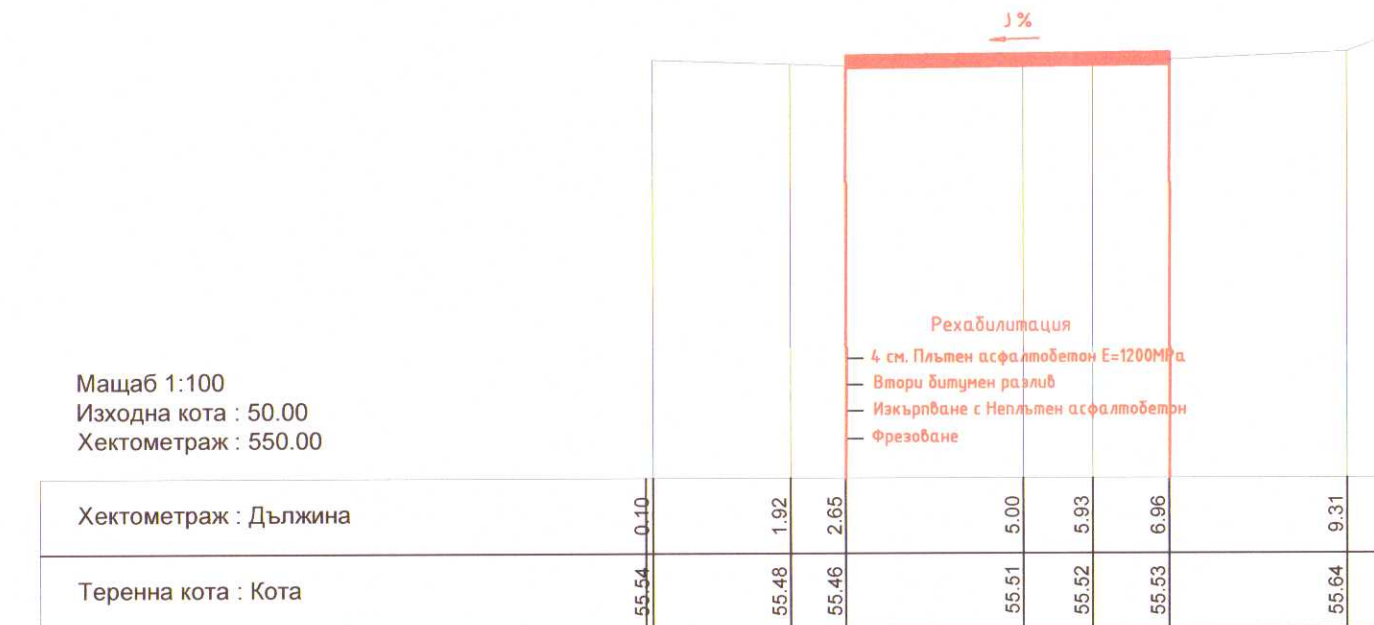 J %
Рехабилитация
4 см. Плътен асфалтобетон E=1200MPa
Втори битумен разлив
Изкърпване с Неплътен асфалтобетон
Фрезоване
Мащаб 1:100
Изходна кота : 50.00
Хектометраж : 550.00
Хектометраж : Дължина 0.10 1.92 2.65 5.00 5.93 6.96 9.31
Теренна кота : Кота 55.54 55.48 55.46 55.51 55.52 55.53 55.64